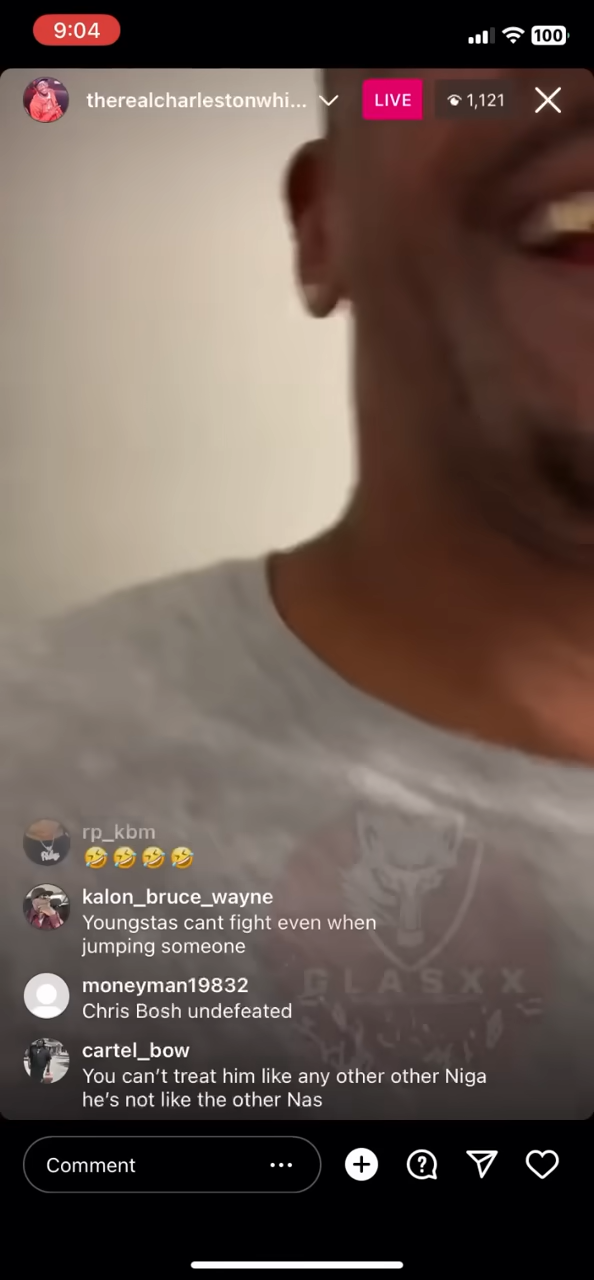 9:04
100
therealcharlestonwhi...
LIVE
1,121
rp_kbm
🤣🤣🤣🤣
kalon_bruce_wayne
Youngstas cant fight even when
jumping someone
moneyman19832
Chris Bosh undefeated
cartel_bow
You can’t treat him like any other other Niga
he’s not like the other Nas
GLASXX
Comment